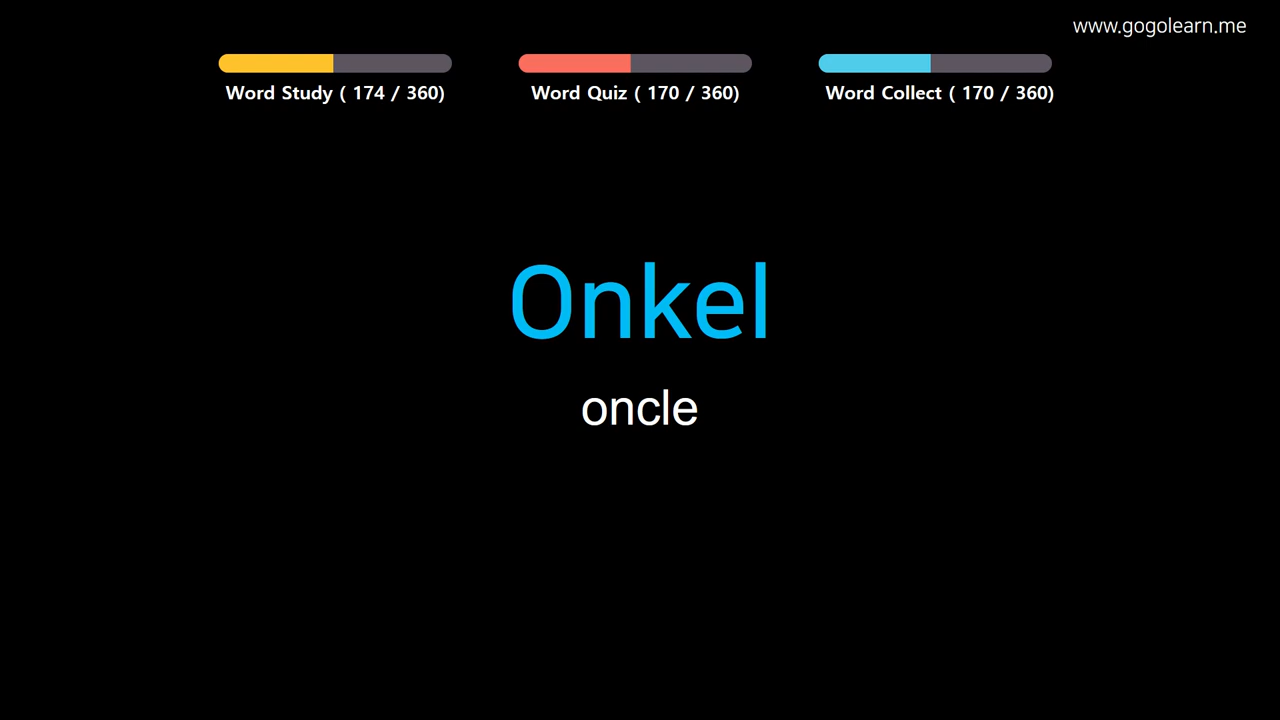 www.gogolearn.me
Word Study ( 174 / 360)
Word Quiz ( 170 / 360)
Word Collect ( 170 / 360)
Onkel
oncle